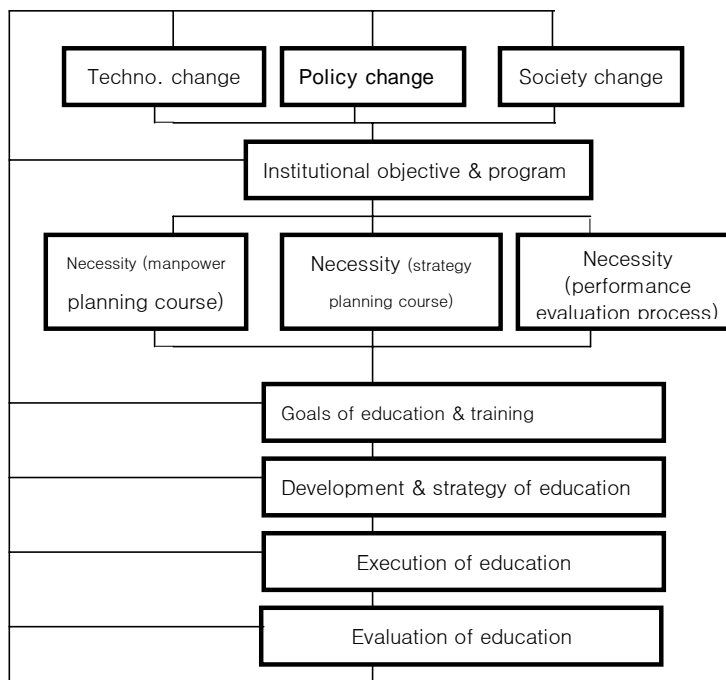 Techno. change
Policy change
Society change
Institutional objective & program
Necessity (manpower
planning course)
Necessity (strategy
planning course)
Necessity
(performance
evaluation process)
Goals of education & training
Development & strategy of education
Execution of education
Evaluation of education